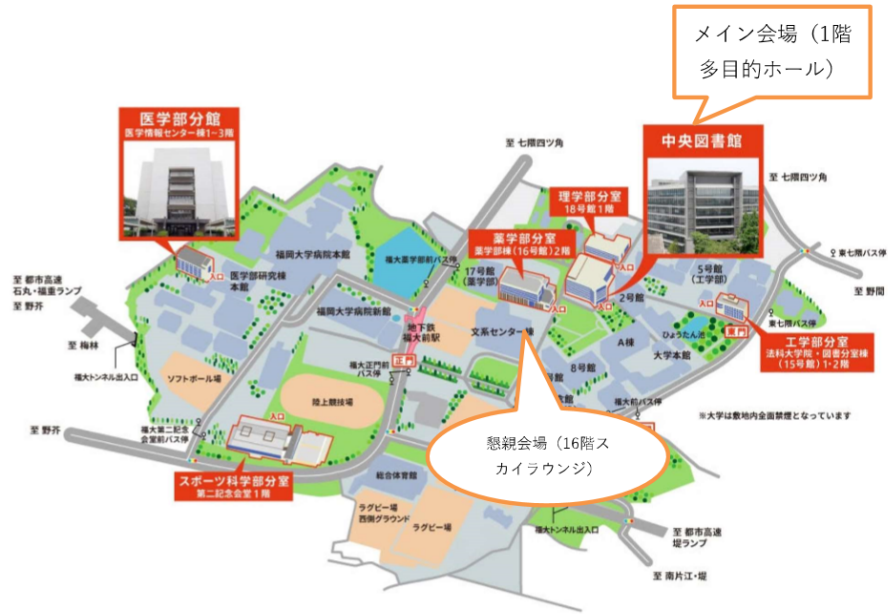 メイン会場（1階
多目的ホール）
医学部分館
医学情報センター棟1~3階
中央図書館
至 七隈四ツ角
至 七隈四ツ角
理学部分室
18号館1階
薬学部分室
薬学部棟(16号館)2階
福岡大学病院本館
福大薬学部前バス停
17号館
(薬学部)
入口
東七隈バス停
5号館
(工学部)
至 野間
入口
医学部研究棟
本館
至 都市高速
石丸・福重ランプ
至 野芥
2号館
入口
入口
福岡大学病院新館
地下鉄
福大前駅
文系センター棟
東七隈バス停
ひょうたん池
東門
A棟
工学部分室
法科大学院・図書分室棟
(15号館)1・2階
至 梅林
大学本館
正門
福大正門前
バス停
8号館
福大トンネル出入口
ソフトボール場
陸上競技場
福大前バス停
※大学は敷地内全面禁煙となっています
入口
至 野芥
福大第二記念
会堂前バス停
懇親会場（16階ス
カイラウンジ）
スポーツ科学部分室
第二記念会堂1階
総合体育館
ラグビー場
西側グラウンド
ラグビー場
福大トンネル出入口
至 都市高速
堤ランプ
至 南片江・堤